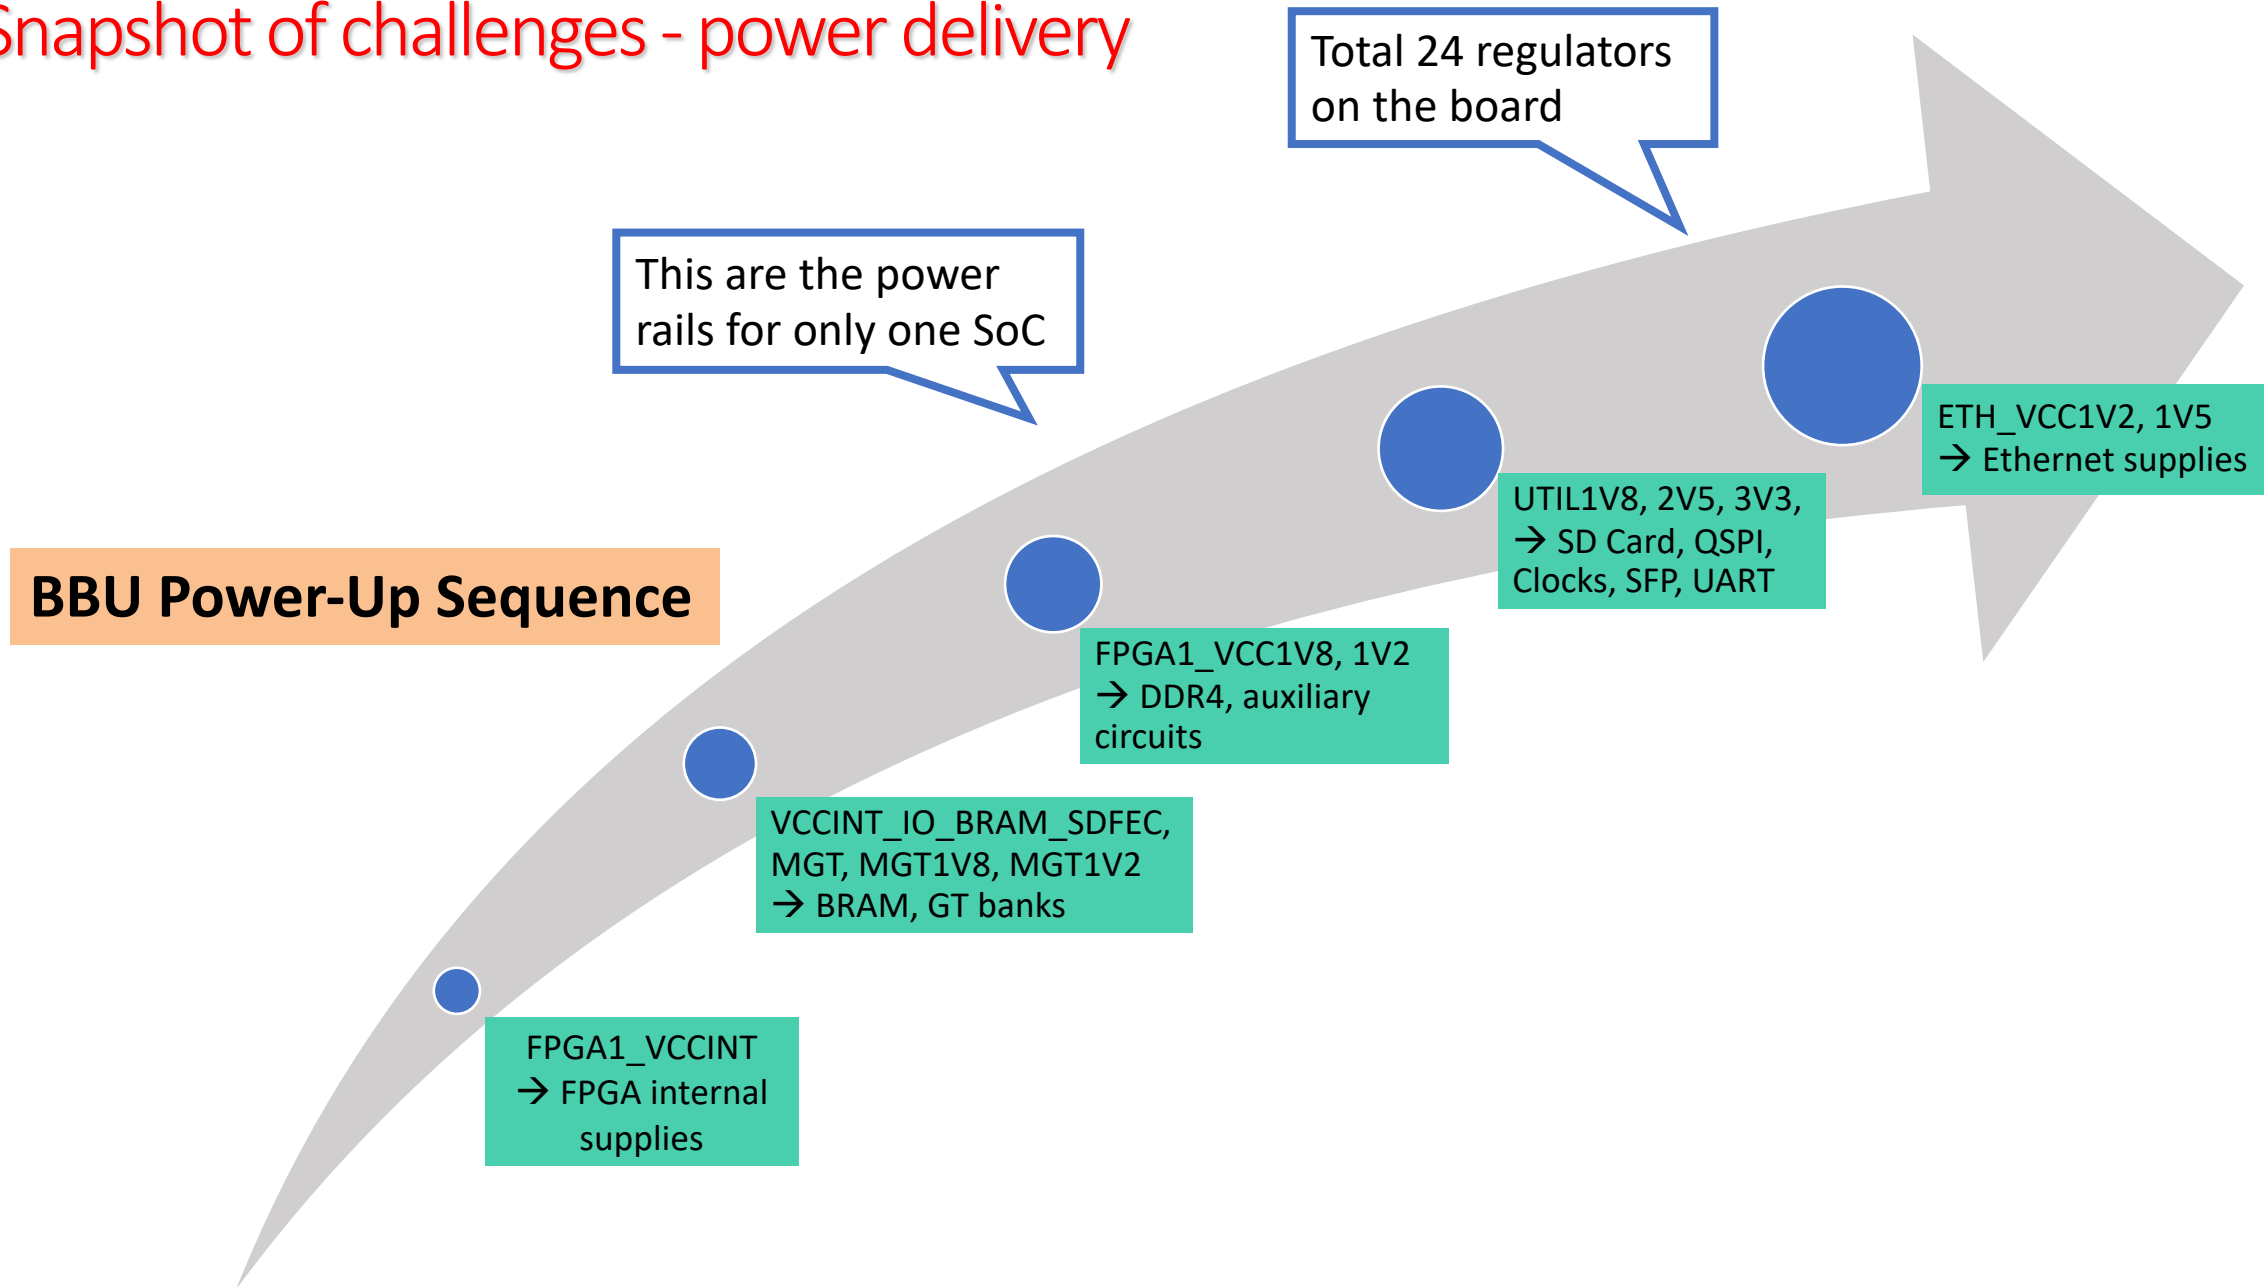 Snapshot of challenges - power delivery
Total 24 regulators
on the board
This are the power
rails for only one SoC
ETH_VCC1V2, 1V5
→ Ethernet supplies
UTIL1V8, 2V5, 3V3,
→ SD Card, QSPI,
Clocks, SFP, UART
BBU Power-Up Sequence
FPGA1_VCC1V8, 1V2
→ DDR4, auxiliary
circuits
VCCINT_IO_BRAM_SDFEC,
MGT, MGT1V8, MGT1V2
→ BRAM, GT banks
FPGA1_VCCINT
→ FPGA internal
supplies